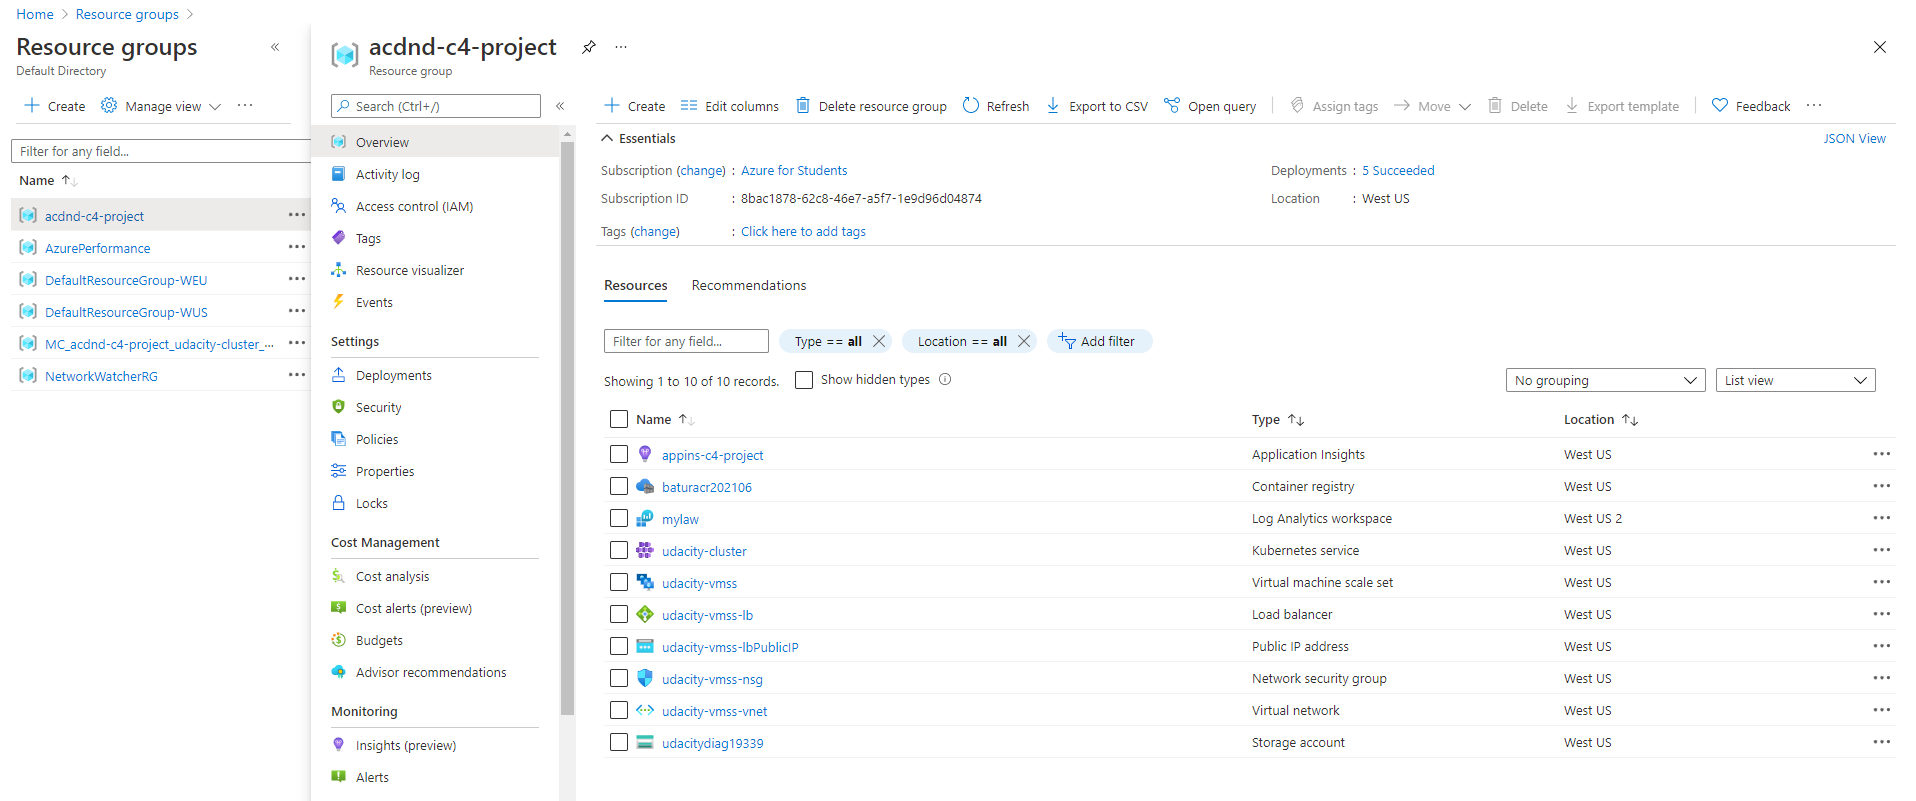 Home > Resource groups >
Resource groups «
Default Directory
+ Create Manage view ···
Filter for any field...
Name ↑↓
acdnd-c4-project ···
AzurePerformance ···
DefaultResourceGroup-WEU ···
DefaultResourceGroup-WUS ···
MC_acdnd-c4-project_udacity-cluster_... ···
NetworkWatcherRG ···
acdnd-c4-project ···
Resource group
Search (Ctrl+/) «
Overview
Activity log
Access control (IAM)
Tags
Resource visualizer
Events
Settings
Deployments
Security
Policies
Properties
Locks
Cost Management
Cost analysis
Cost alerts (preview)
Budgets
Advisor recommendations
Monitoring
Insights (preview)
Alerts
+ Create Edit columns Delete resource group Refresh Export to CSV Open query Assign tags Move Delete Export template Feedback ···
Essentials JSON View
Subscription (change) : Azure for Students Deployments : 5 Succeeded
Subscription ID : 8bac1878-62c8-46e7-a5f7-1e9d96d04874 Location : West US
Tags (change) : Click here to add tags
Resources Recommendations
Filter for any field... Type == all Location == all Add filter
Showing 1 to 10 of 10 records. Show hidden types No grouping List view
Name ↑↓ Type ↑↓ Location ↑↓
appins-c4-project Application Insights West US ···
baturacr202106 Container registry West US ···
mylaw Log Analytics workspace West US 2 ···
udacity-cluster Kubernetes service West US ···
udacity-vmss Virtual machine scale set West US ···
udacity-vmss-lb Load balancer West US ···
udacity-vmss-lbPublicIP Public IP address West US ···
udacity-vmss-nsg Network security group West US ···
udacity-vmss-vnet Virtual network West US ···
udacitydiag19339 Storage account West US ···